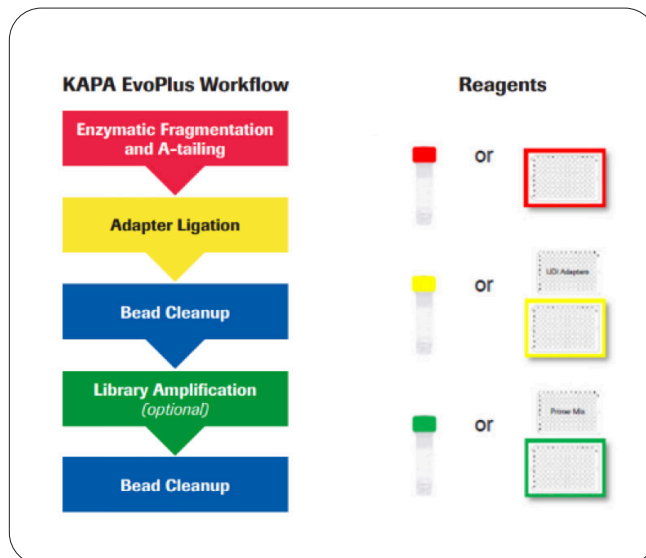 KAPA EvoPlus Workflow
Reagents
Enzymatic Fragmentation
and A-tailing
or
Adapter Ligation
UDI Adapters
or
Bead Cleanup
Library Amplification
(optional)
Primer Mix
or
Bead Cleanup